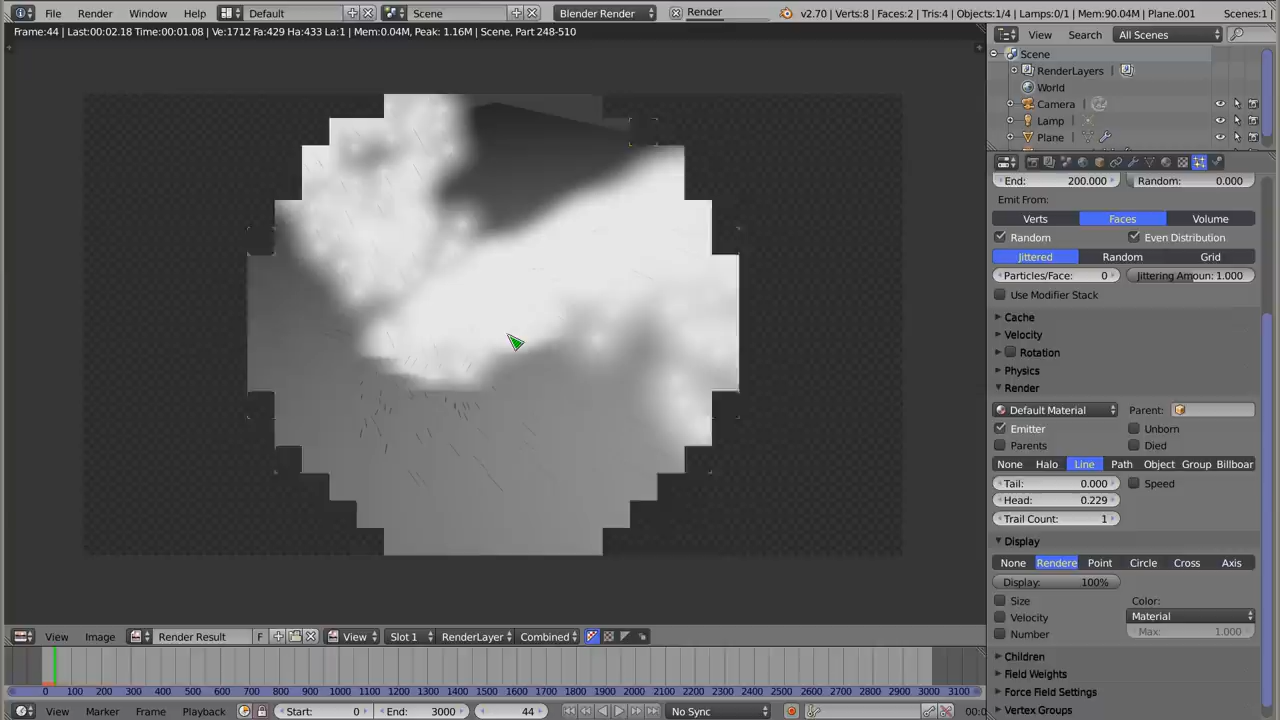 File Render Window Help Default Scene Blender Render Render v2.70 | Verts:8 | Faces:2 | Tris:4 | Objects:1/4 | Lamps:0/1 | Mem:90.04M | Plane.001 Scenes:1
Frame:44 | Last:00:02.18 Time:00:01.08 | Ve:1712 Fa:429 Ha:433 La:1 | Mem:0.04M, Peak: 1.16M | Scene, Part 248-510
View Search All Scenes
Scene
RenderLayers
World
Camera
Lamp
Plane
End: 200.000 Random: 0.000
Emit From:
Verts Faces Volume
Random Even Distribution
Jittered Random Grid
Particles/Face: 0 Jittering Amoun: 1.000
Use Modifier Stack
Cache
Velocity
Rotation
Physics
Render
Default Material Parent:
Emitter Unborn
Parents Died
None Halo Line Path Object Group Billboar
Tail: 0.000 Speed
Head: 0.229
Trail Count: 1
Display
None Rendere Point Circle Cross Axis
Display: 100%
Size Color:
Velocity Material
Number Max: 1.000
Children
Field Weights
Force Field Settings
Vertex Groups
View Image Render Result F View Slot 1 RenderLayer Combined
0 100 200 300 400 500 600 700 800 900 1000 1100 1200 1300 1400 1500 1600 1700 1800 1900 2000 2100 2200 2300 2400 2500 2600 2700 2800 2900 3000 3100
View Marker Frame Playback Start: 0 End: 3000 44 No Sync 00:0